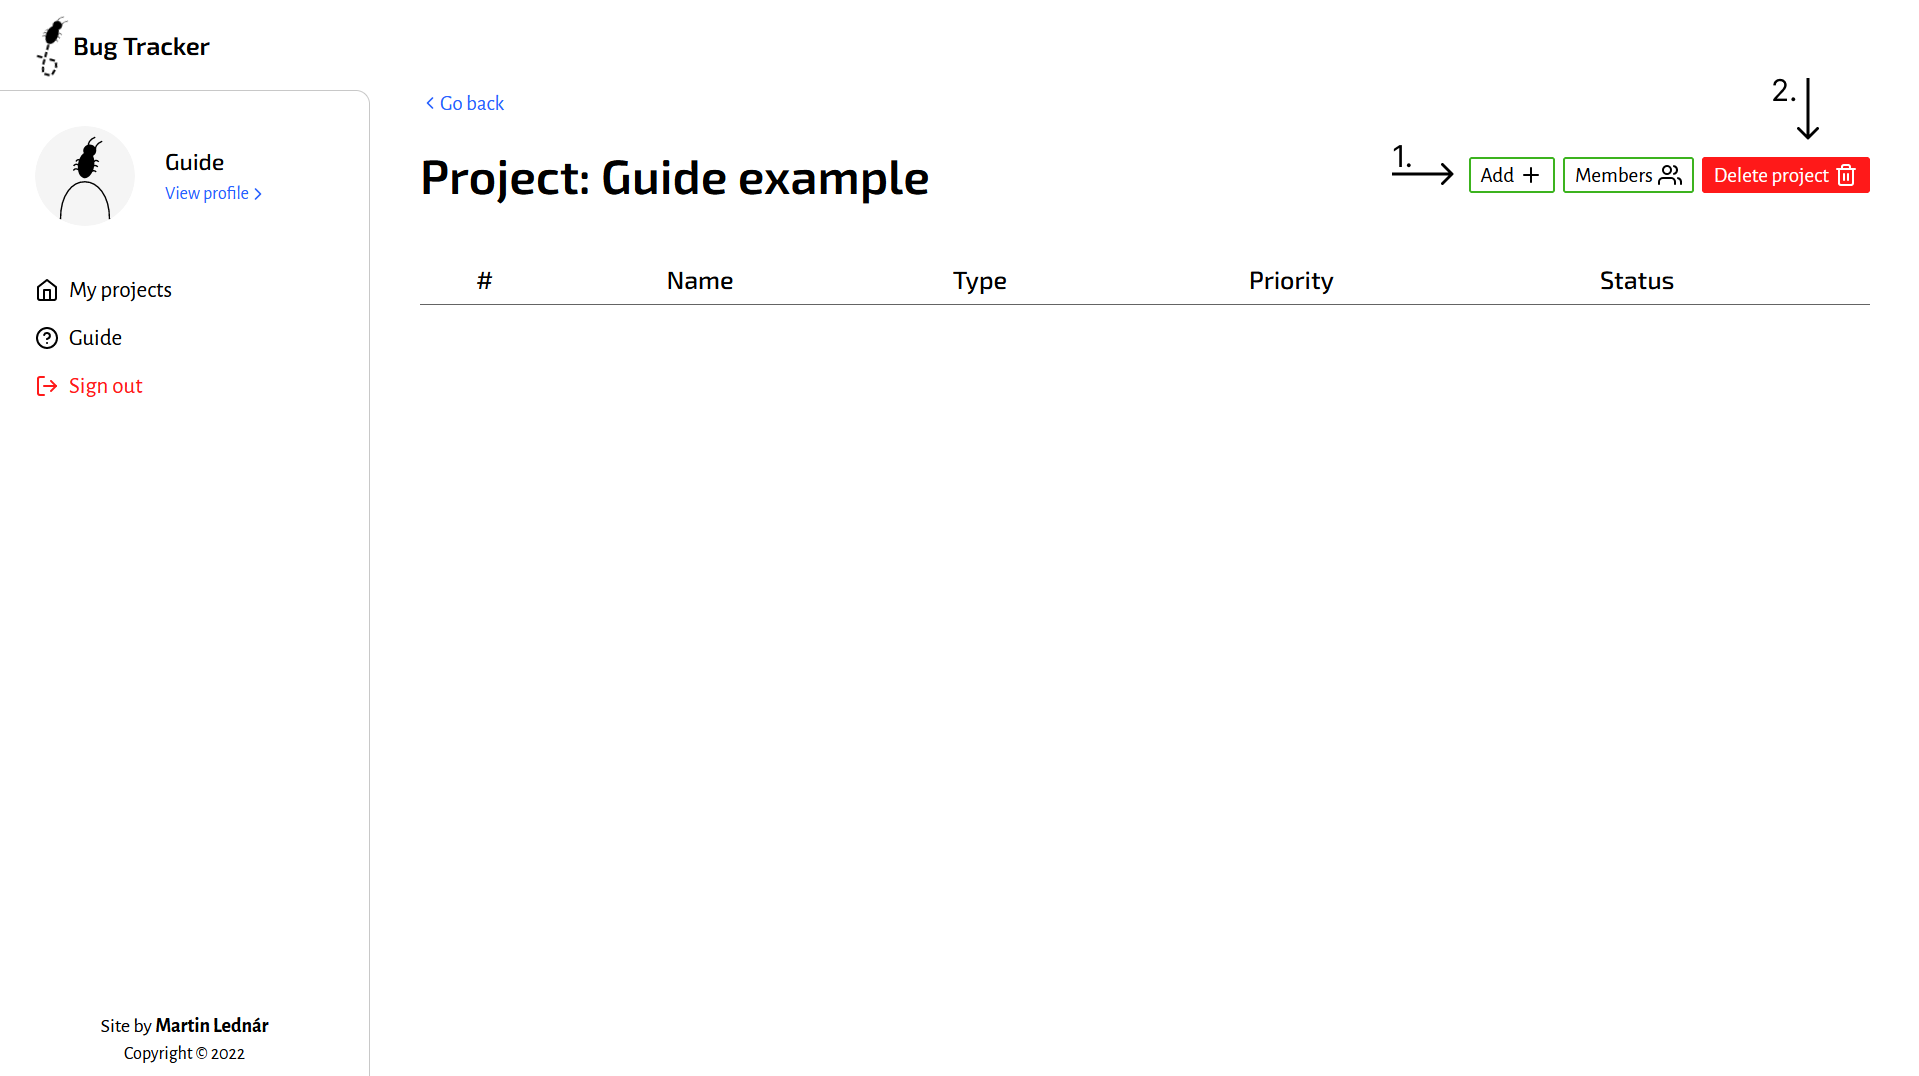 Bug Tracker
Guide
View profile
My projects
Guide
Sign out
Site by Martin Lednár
Copyright © 2022
Go back
Project: Guide example
1.
2.
Add
Members
Delete project
# Name Type Priority Status